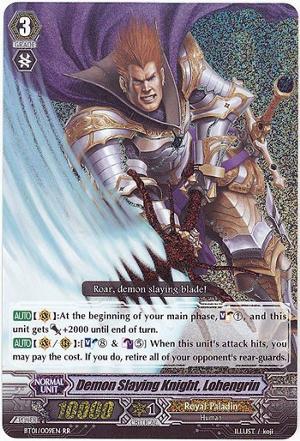 3
GRADE
Roar, demon slaying blade!
AUTO [ ]:At the beginning of your main phase, , and this
unit gets +2000 until end of turn.
AUTO [ / ]:[ & ] When this unit's attack hits, you
may pay the cost. If you do, retire all of your opponent's rear-guards.
NORMAL
UNIT
Demon Slaying Knight, Lohengrin
10000
1
CRITICAL
Royal Paladin
Human
BT01/009EN RR
ILLUST / koji